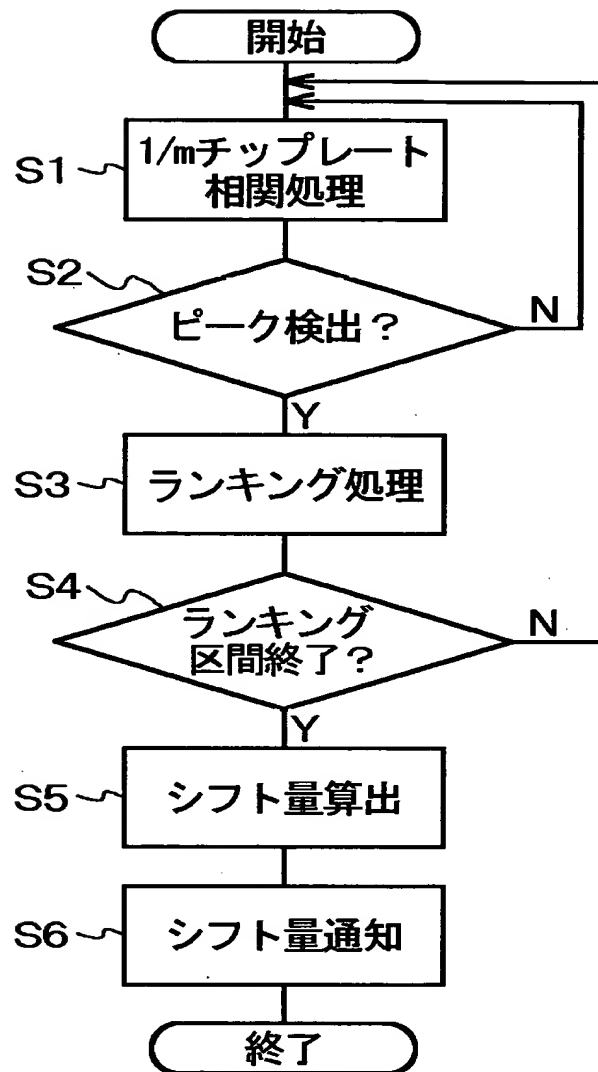 開始
S1
1/mチップレート
相関処理
S2
ピーク検出？
N
Y
S3
ランキング処理
S4
ランキング
区間終了？
N
Y
S5
シフト量算出
S6
シフト量通知
終了